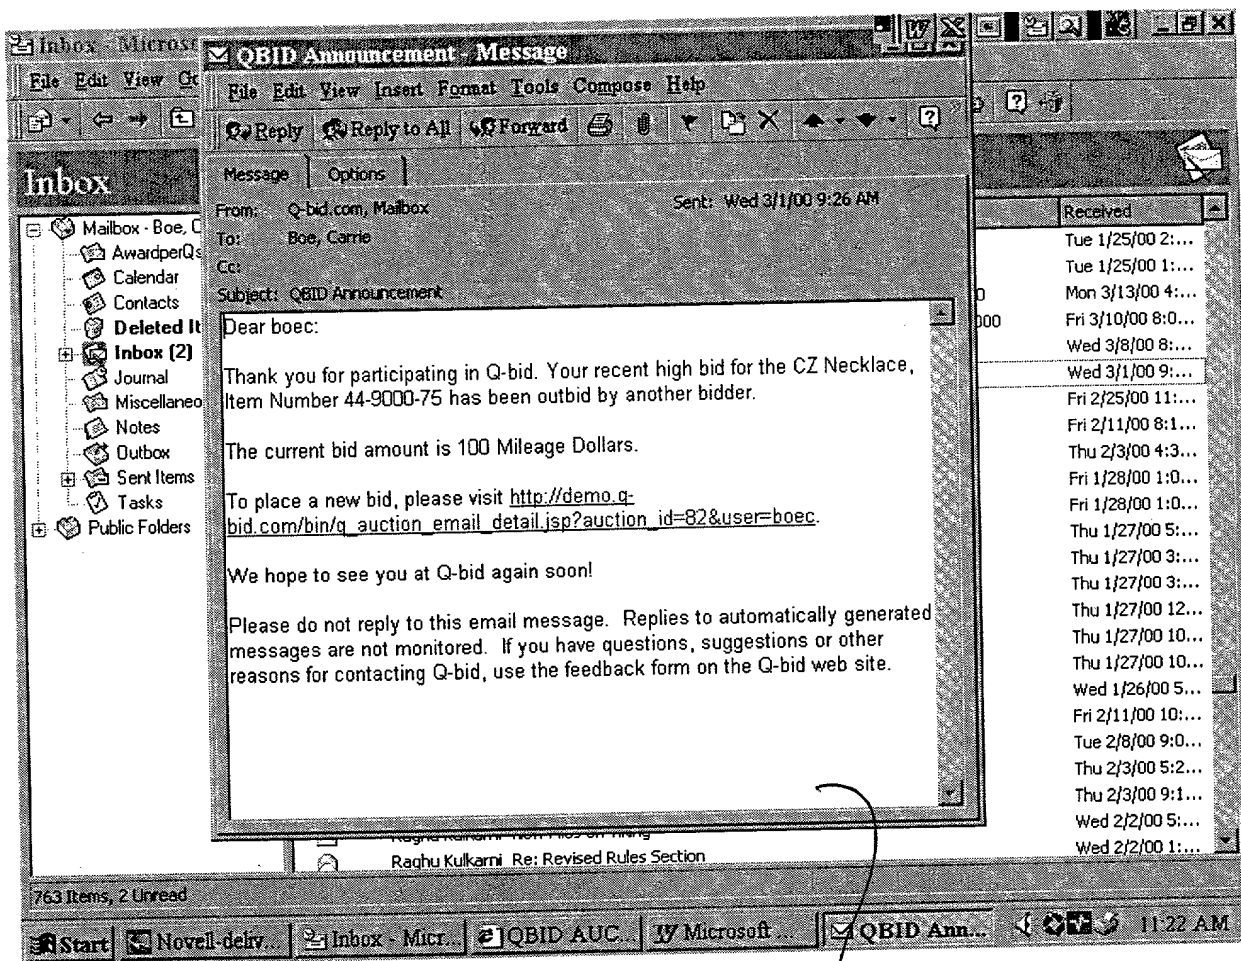 Inbox - Microsc
QBID Announcement - Message
File Edit View Go
File Edit View Insert Format Tools Compose Help
Reply Reply to All Forward
Inbox
Message Options
From: Q-bid.com, Mailbox Sent: Wed 3/1/00 9:26 AM
To: Boe, Carrie
Cc:
Subject: QBID Announcement
Mailbox - Boe, C
AwardperQs
Calendar
Contacts
Deleted It
Inbox (2)
Journal
Miscellaneo
Notes
Outbox
Sent Items
Tasks
Public Folders
Dear boec:
Thank you for participating in Q-bid. Your recent high bid for the CZ Necklace,
Item Number 44-9000-75 has been outbid by another bidder.
The current bid amount is 100 Mileage Dollars.
To place a new bid, please visit http://demo.q-
bid.com/bin/q_auction_email_detail.jsp?auction_id=82&user=boec.
We hope to see you at Q-bid again soon!
Please do not reply to this email message. Replies to automatically generated
messages are not monitored. If you have questions, suggestions or other
reasons for contacting Q-bid, use the feedback form on the Q-bid web site.
Received
Tue 1/25/00 2:...
Tue 1/25/00 1:...
Mon 3/13/00 4:...
000 Fri 3/10/00 8:0...
Wed 3/8/00 8:...
Wed 3/1/00 9:...
Fri 2/25/00 11:...
Fri 2/11/00 8:1...
Thu 2/3/00 4:3...
Fri 1/28/00 1:0...
Fri 1/28/00 1:0...
Thu 1/27/00 5:...
Thu 1/27/00 3:...
Thu 1/27/00 3:...
Thu 1/27/00 12...
Thu 1/27/00 10...
Thu 1/27/00 10...
Wed 1/26/00 5...
Fri 2/11/00 10:...
Tue 2/8/00 9:0...
Thu 2/3/00 5:2...
Thu 2/3/00 9:1...
Wed 2/2/00 5:...
Wed 2/2/00 1:...
Raghu Kulkarni Re: Revised Rules Section
763 Items, 2 Unread
Start Novell-deliv... Inbox - Micr... QBID AUC... Microsoft ... QBID Ann... 11:22 AM